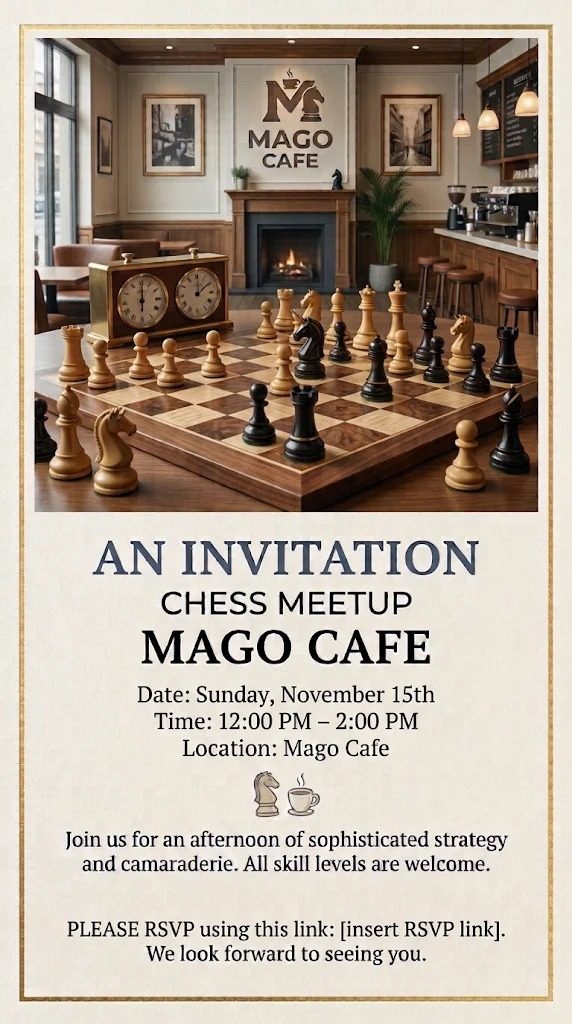 MAGO
CAFE
AN INVITATION
CHESS MEETUP
MAGO CAFE
Date: Sunday, November 15th
Time: 12:00 PM – 2:00 PM
Location: Mago Cafe
Join us for an afternoon of sophisticated strategy
and camaraderie. All skill levels are welcome.
PLEASE RSVP using this link: [insert RSVP link].
We look forward to seeing you.